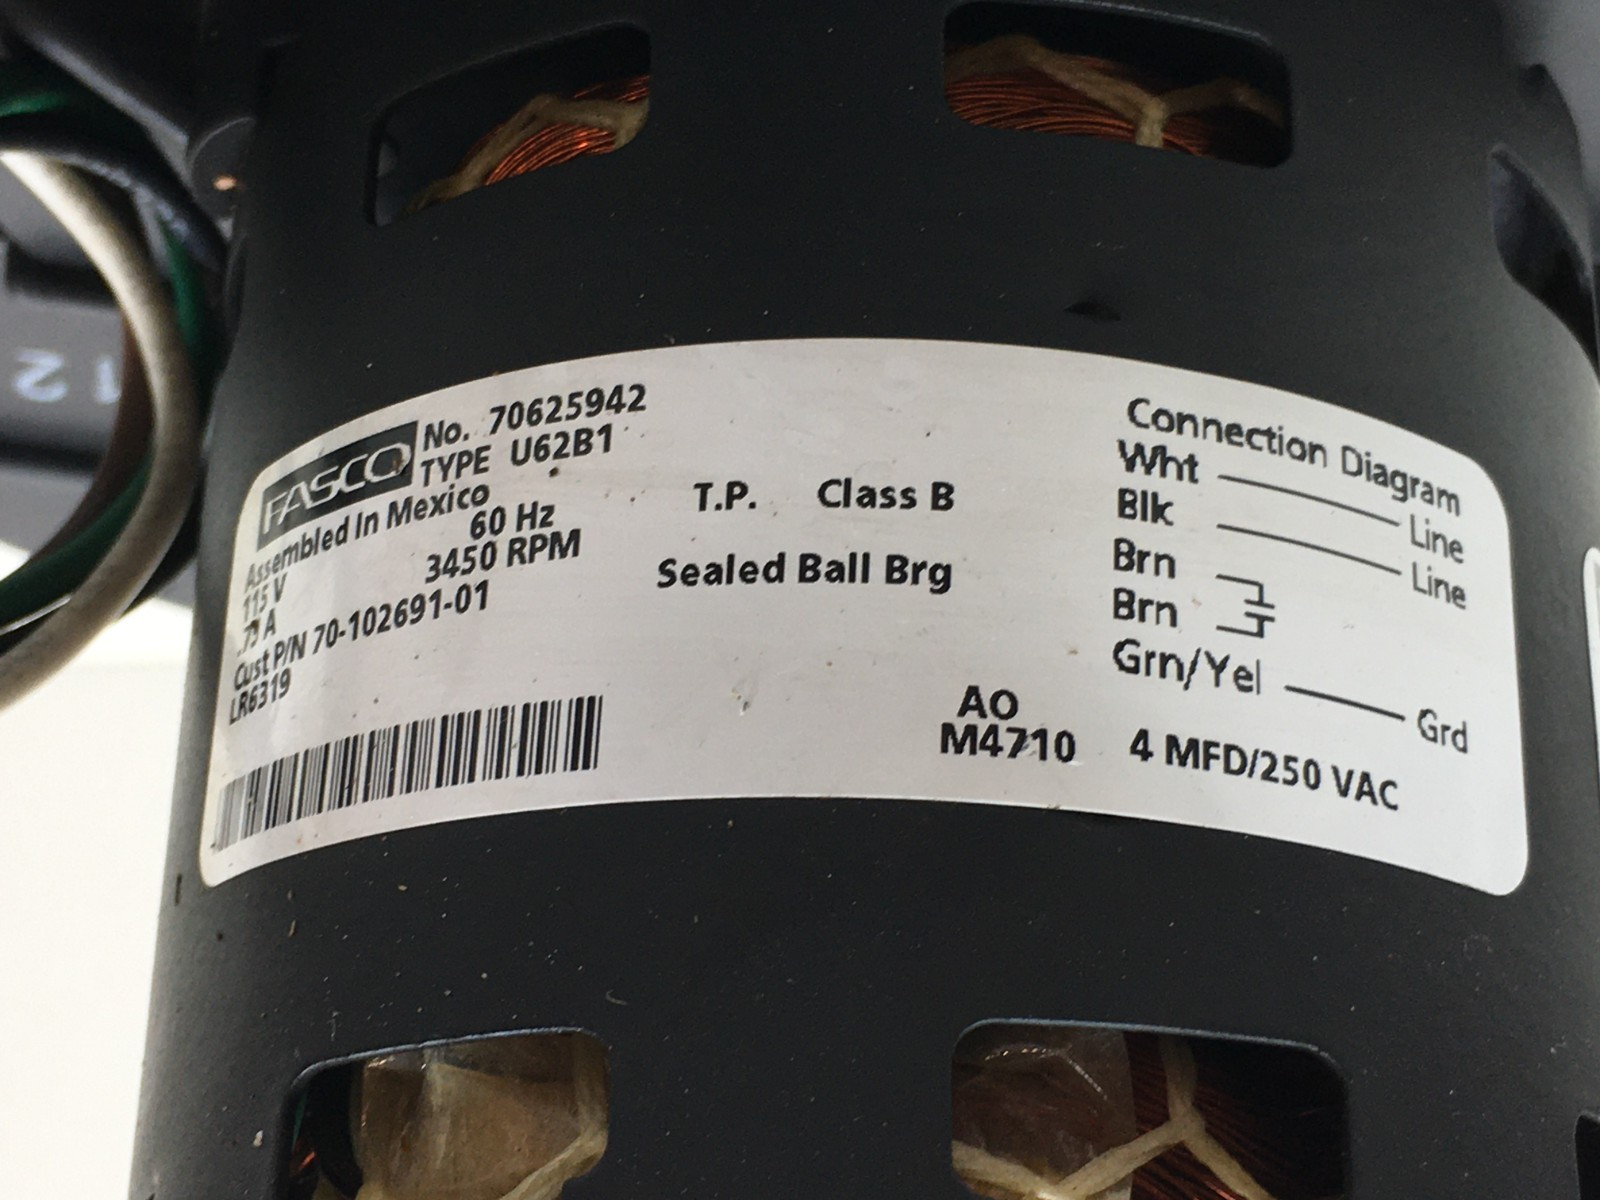 FASCO
No. 70625942
TYPE U62B1
Assembled In Mexico
60 Hz
115 V
3450 RPM
.79 A
Cust P/N 70-102691-01
LR6319
T.P. Class B
Sealed Ball Brg
AO
M4710
Connection Diagram
Wht Line
Blk Line
Brn
Brn
Grn/Yel Grd
4 MFD/250 VAC
12